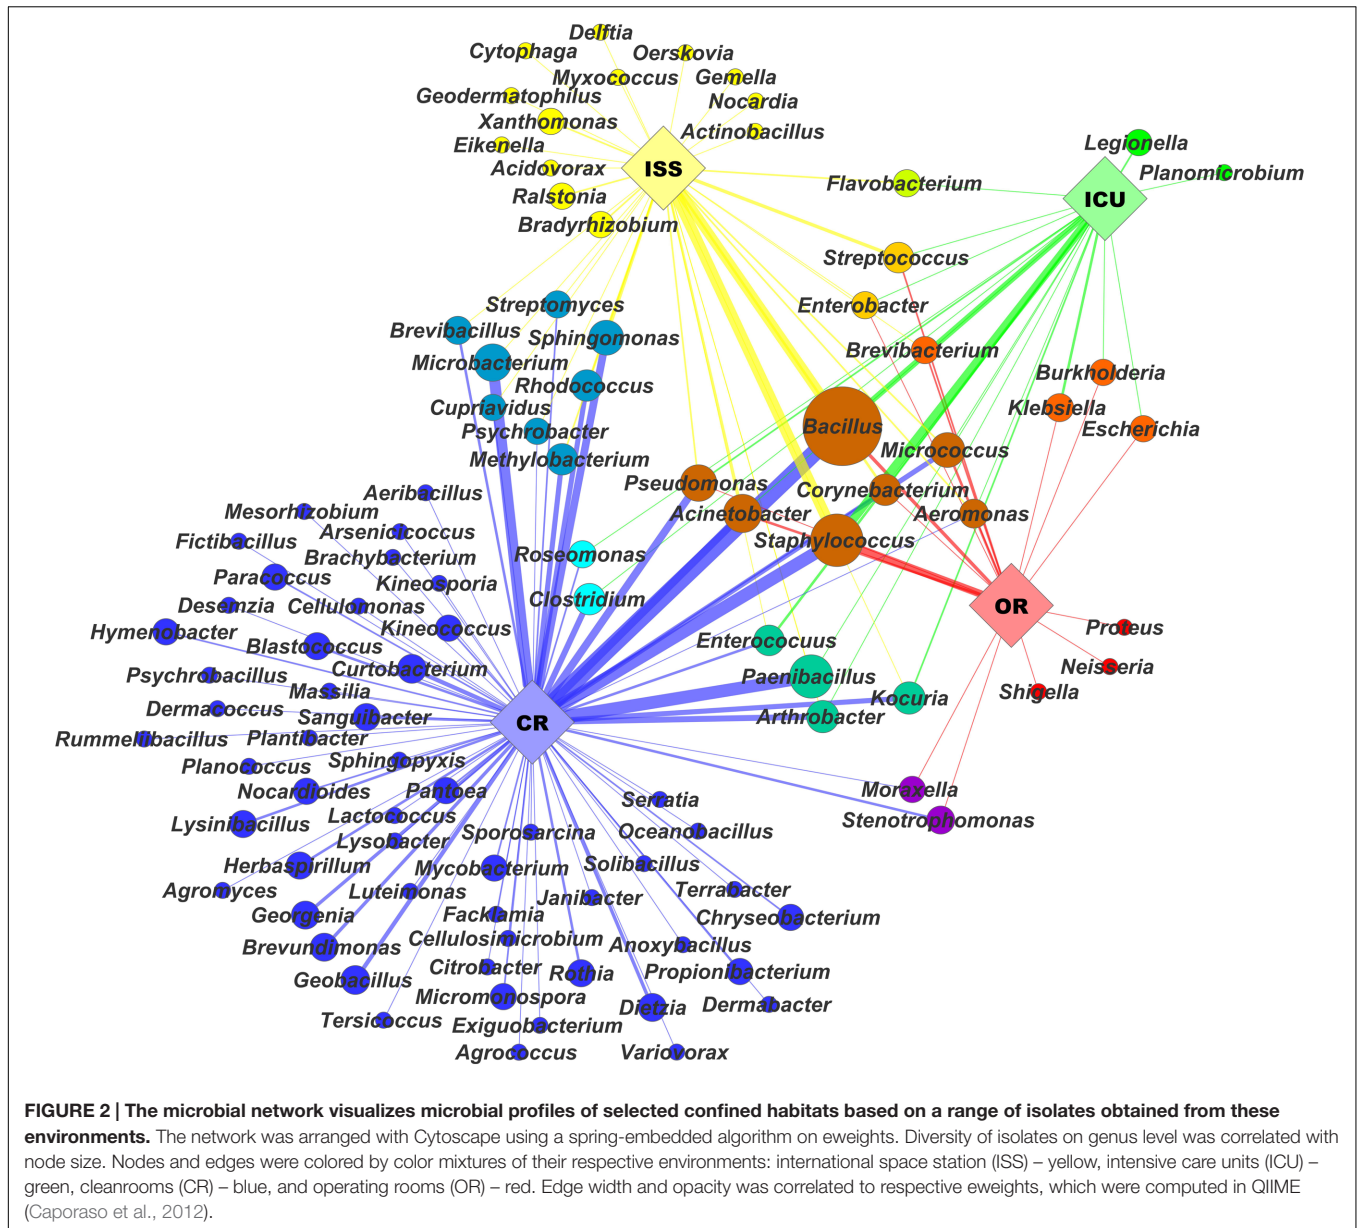 Delftia
Cytophaga
Oerskovia
Myxococcus
Gemella
Geodermatophilus
Nocardia
Xanthomonas
Actinobacillus
Eikenella
Legionella
Acidovorax
ISS
Planomicrobium
Flavobacterium
Ralstonia
ICU
Bradyrhizobium
Streptococcus
Streptomyces
Enterobacter
Brevibacillus
Sphingomonas
Brevibacterium
Microbacterium
Burkholderia
Rhodococcus
Cupriavidus
Klebsiella
Psychrobacter
Bacillus
Escherichia
Micrococcus
Methylobacterium
Pseudomonas
Corynebacterium
Aeribacillus
Mesorhizobium
Acinetobacter
Aeromonas
Arsenicicoccus
Fictibacillus
Staphylococcus
Brachybacterium
Roseomonas
Paracoccus
Kineosporia
Clostridium
Desemzia
Cellulomonas
OR
Hymenobacter
Kineococcus
Proteus
Blastococcus
Enterococuus
Curtobacterium
Neisseria
Psychrobacillus
Paenibacillus
Massilia
Shigella
Kocuria
Dermacoccus
Sanguibacter
Arthrobacter
CR
Rummeliibacillus
Plantibacter
Planococcus
Sphingopyxis
Nocardioides
Pantoea
Moraxella
Serratia
Lysinibacillus
Lactococcus
Stenotrophomonas
Sporosarcina
Oceanobacillus
Lysobacter
Herbaspirillum
Mycobacterium
Solibacillus
Agromyces
Luteimonas
Terrabacter
Janibacter
Georgenia
Facklamia
Chryseobacterium
Brevundimonas
Cellulosimicrobium
Anoxybacillus
Geobacillus
Citrobacter
Rothia
Propionibacterium
Micromonospora
Dietzia
Dermabacter
Tersicoccus
Exiguobacterium
Agrococcus
Variovorax
FIGURE 2 | The microbial network visualizes microbial profiles of selected confined habitats based on a range of isolates obtained from these
environments. The network was arranged with Cytoscape using a spring-embedded algorithm on eweights. Diversity of isolates on genus level was correlated with
node size. Nodes and edges were colored by color mixtures of their respective environments: international space station (ISS) – yellow, intensive care units (ICU) –
green, cleanrooms (CR) – blue, and operating rooms (OR) – red. Edge width and opacity was correlated to respective eweights, which were computed in QIIME
(Caporaso et al., 2012).